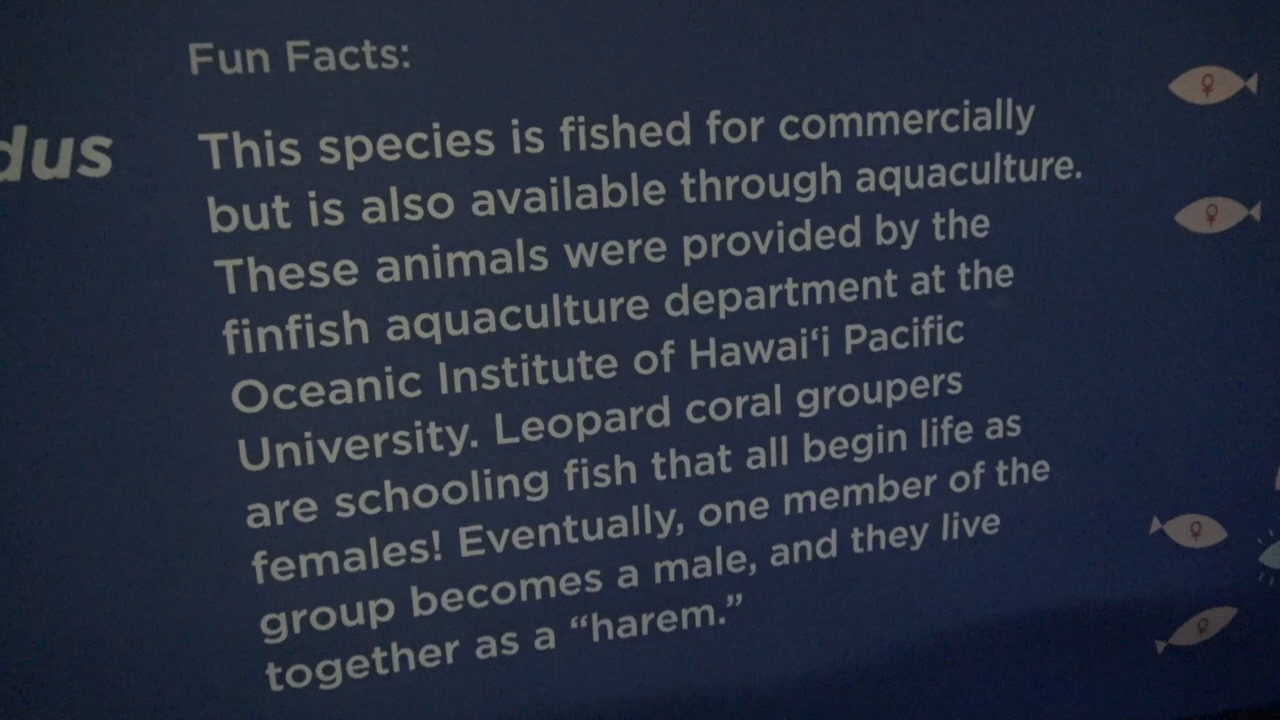 Fun Facts:
dus
This species is fished for commercially
but is also available through aquaculture.
These animals were provided by the
finfish aquaculture department at the
Oceanic Institute of Hawai‘i Pacific
University. Leopard coral groupers
are schooling fish that all begin life as
females! Eventually, one member of the
group becomes a male, and they live
together as a “harem.”